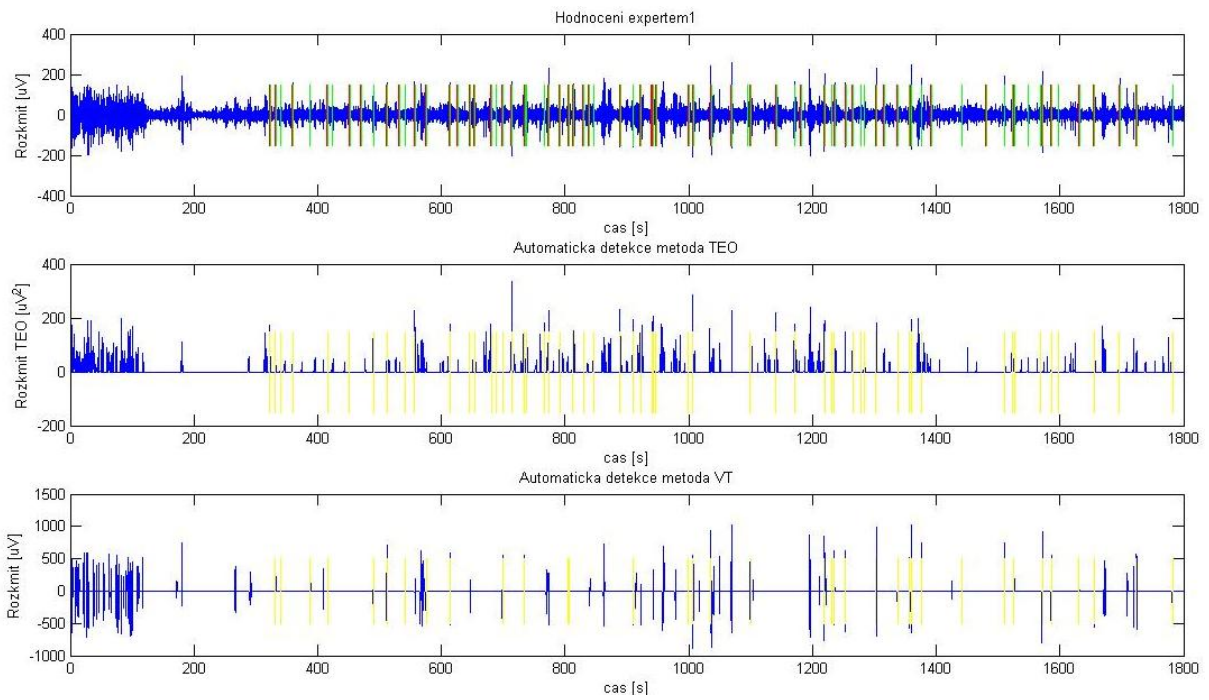 Hodnoceni expertem1
Rozkmit [uV]
400
200
0
-200
-400
0 200 400 600 800 1000 1200 1400 1600 1800
cas [s]
Automaticka detekce metoda TEO
Rozkmit TEO [uV²]
400
200
0
-200
0 200 400 600 800 1000 1200 1400 1600 1800
cas [s]
Automaticka detekce metoda VT
Rozkmit [uV]
1500
1000
500
0
-500
-1000
0 200 400 600 800 1000 1200 1400 1600 1800
cas [s]